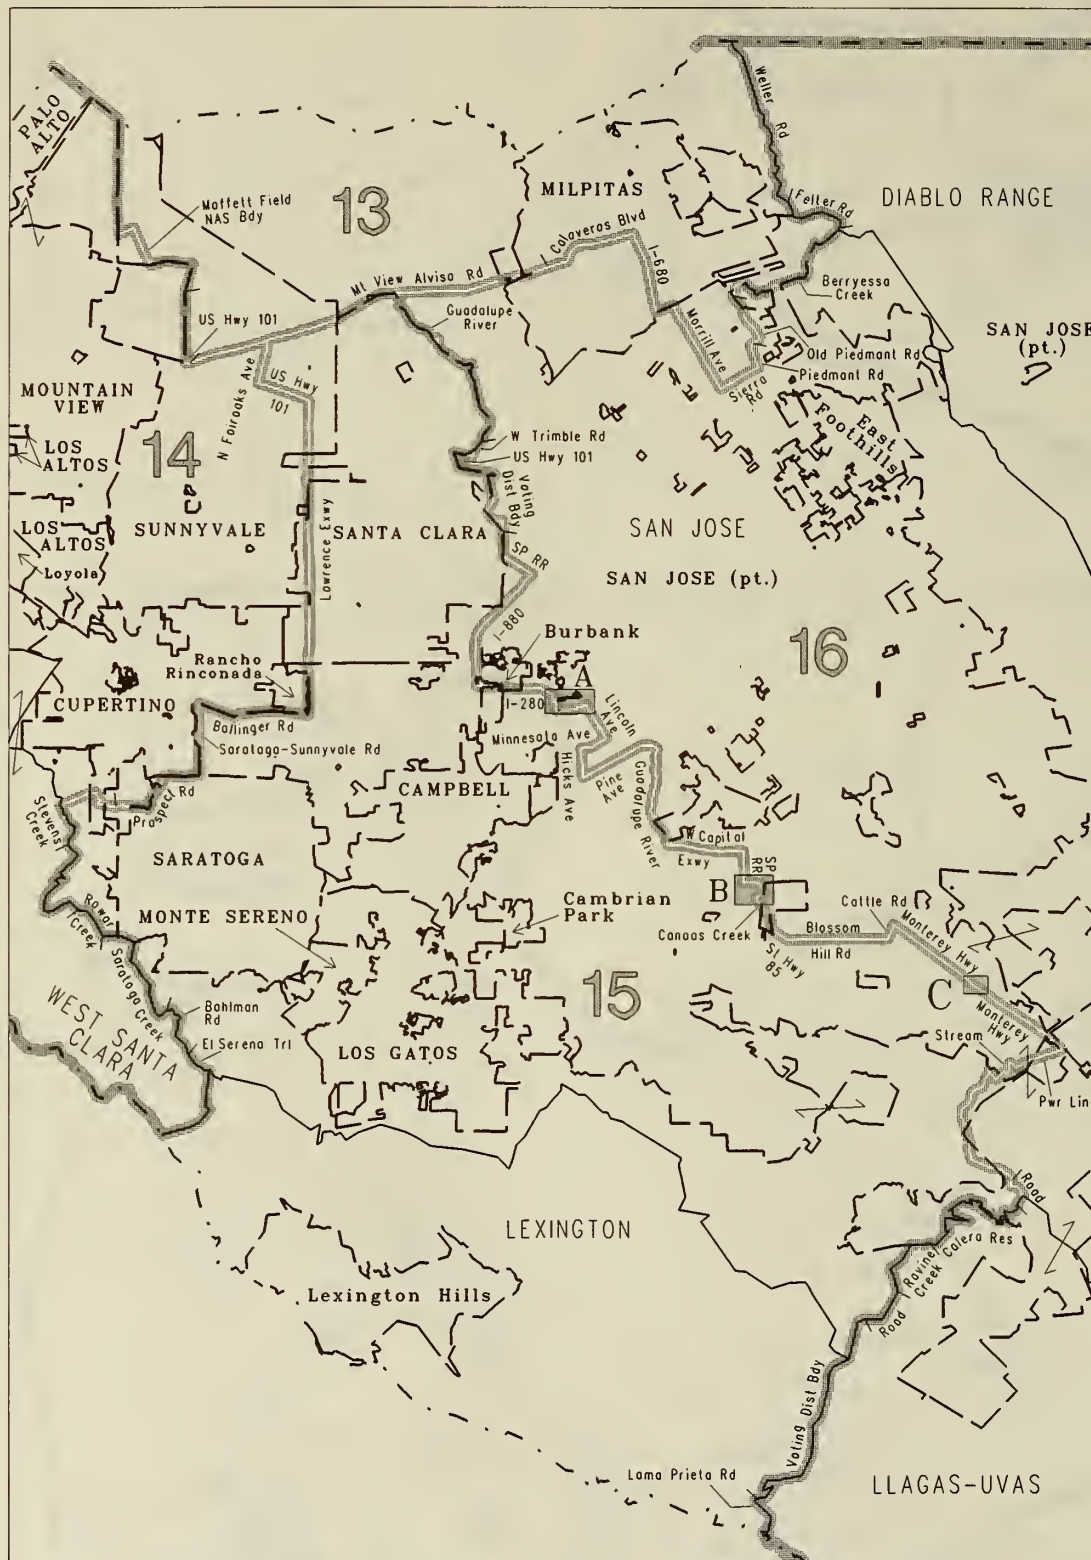 PALO
ALTO
Moffett Field
NAS Bdy
13
MILPITAS
Weller Rd
Felter Rd
DIABLO RANGE
I Calaveras Blvd
I-680
Mt View Alviso Rd
Guadalupe
River
Berryessa
Creek
US Hwy 101
Morrill Ave
SAN JOSE
(pt.)
Old Piedmont Rd
Piedmont Rd
Sierra
Rd
N Fairoaks Ave
US Hwy
101
MOUNTAIN
VIEW
East
Foothills
14
LOS
ALTOS
W Trimble Rd
US Hwy 101
Voting
Dist Bdy
SUNNYVALE
LOS
ALTOS
Loyola
Lawrence Exwy
SANTA CLARA
SAN JOSE
SP RR
SAN JOSE (pt.)
I-880
Burbank
16
Rancho
Rinconada
A
CUPERTINO
I-280
Lincoln
Ave
Bollinger Rd
Minnesota Ave
Saratoga-Sunnyvale Rd
Hicks Ave
Pine
Ave
Guadalupe River
CAMPBELL
Prospect Rd
Stevens
Creek
W Capital
Exwy
SARATOGA
SP
RR
B
Cambrian
Park
MONTE SERENO
Rowar
Creek
Cattle Rd
Canoas Creek
Blossom
Hill Rd
Monterey Hwy
St Hwy
85
Saratoga Creek
15
C
WEST SANTA
CLARA
Bohlman
Rd
Monterey
Hwy
El Sereno Trl
LOS GATOS
Stream
Pwr Lin
Road
LEXINGTON
Calera Res
Ravine
Creek
Lexington Hills
Road
Voting Dist Bdy
Loma Prieta Rd
LLAGAS-UVAS